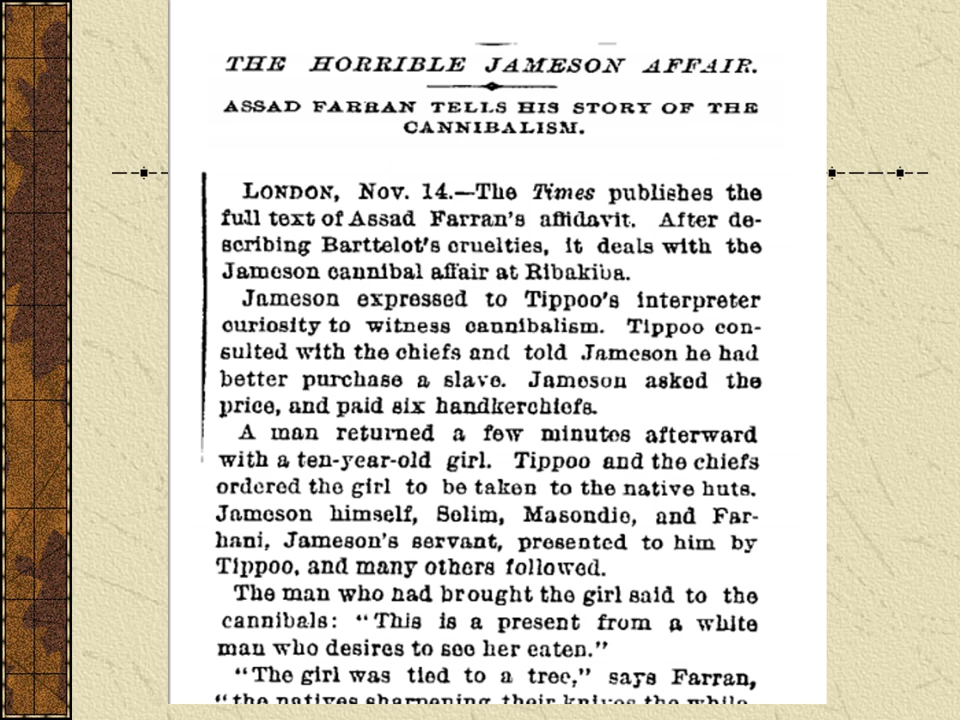 THE HORRIBLE JAMESON AFFAIR.
ASSAD FARRAN TELLS HIS STORY OF THE
CANNIBALISM.
LONDON, Nov. 14.—The Times publishes the
full text of Assad Farran's affidavit. After de-
scribing Barttelot's cruelties, it deals with the
Jameson cannibal affair at Ribakiba.
Jameson expressed to Tippoo's interpreter
curiosity to witness cannibalism. Tippoo con-
sulted with the chiefs and told Jameson he had
better purchase a slave. Jameson asked the
price, and paid six handkerchiefs.
A man returned a few minutes afterward
with a ten-year-old girl. Tippoo and the chiefs
ordered the girl to be taken to the native huts.
Jameson himself, Selim, Masondie, and Far-
hani, Jameson's servant, presented to him by
Tippoo, and many others followed.
The man who had brought the girl said to the
cannibals: "This is a present from a white
man who desires to see her eaten."
"The girl was tied to a tree," says Farran,
"the natives sharpening their knives the while.